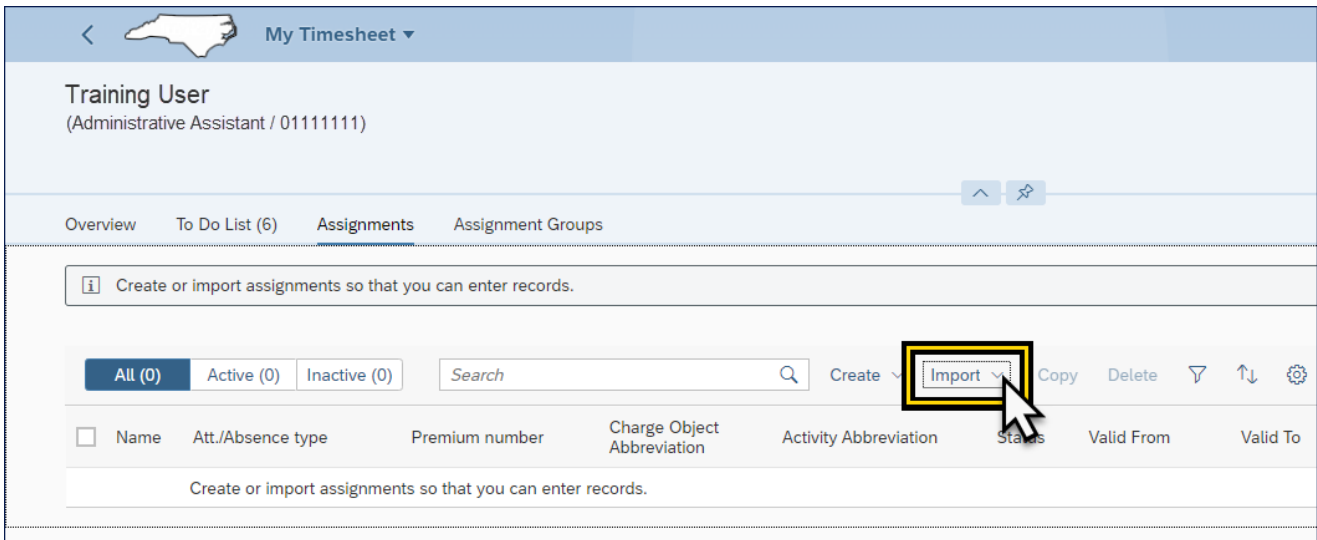 My Timesheet
Training User
(Administrative Assistant / 01111111)
Overview To Do List (6) Assignments Assignment Groups
Create or import assignments so that you can enter records.
All (0) Active (0) Inactive (0) Search Create Import Copy Delete
Name Att./Absence type Premium number Charge Object Abbreviation Activity Abbreviation Status Valid From Valid To
Create or import assignments so that you can enter records.